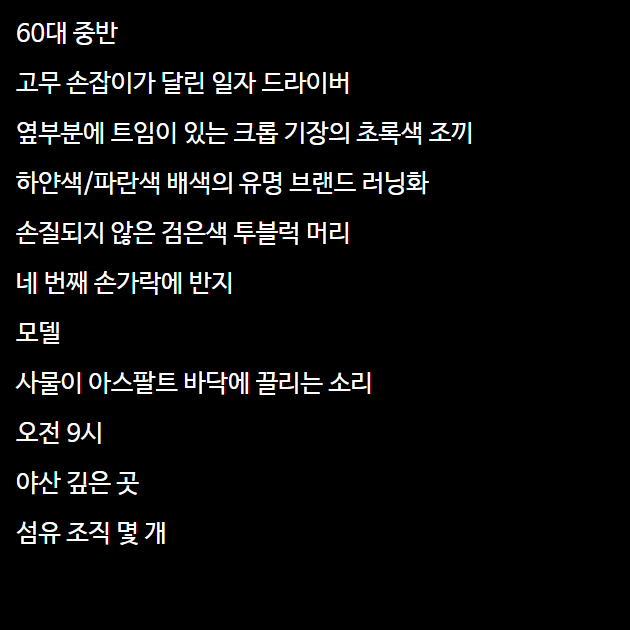 60대 중반
고무 손잡이가 달린 일자 드라이버
옆부분에 트임이 있는 크롭 기장의 초록색 조끼
하얀색/파란색 배색의 유명 브랜드 러닝화
손질되지 않은 검은색 투블럭 머리
네 번째 손가락에 반지
모델
사물이 아스팔트 바닥에 끌리는 소리
오전 9시
야산 깊은 곳
섬유 조직 몇 개